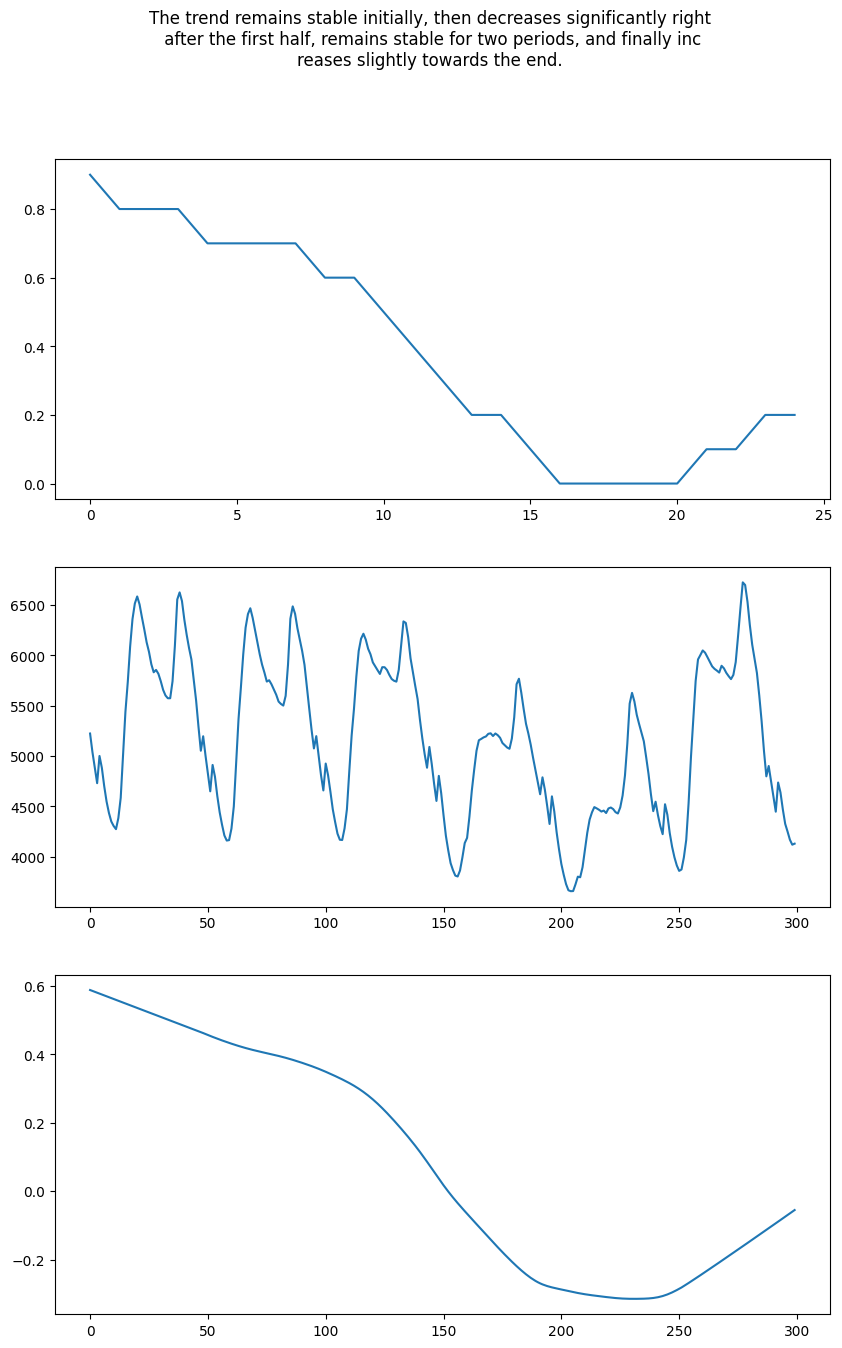 The trend remains stable initially, then decreases significantly right
after the first half, remains stable for two periods, and finally inc
reases slightly towards the end.
0.8
0.6
0.4
0.2
0.0
0 5 10 15 20 25
6500
6000
5500
5000
4500
4000
0 50 100 150 200 250 300
0.6
0.4
0.2
0.0
−0.2
0 50 100 150 200 250 300